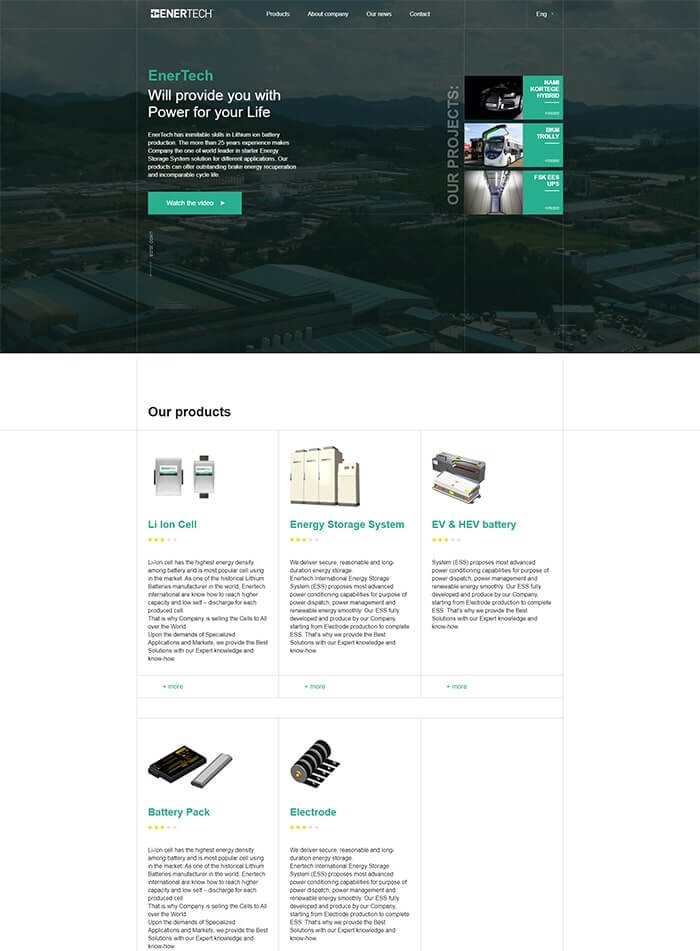 ENERTECH
Products
About company
Our news
Contact
Eng
EnerTech
Will provide you with
Power for your Life
EnerTech has inimitable skills in Lithium ion battery
production. The more than 25 years experience makes
Company the one of world leader in starter Energy
Storage System solution for different applications. Our
products can offer outstanding brake energy recuperation
and incomparable cycle life.
Watch the video
OUR PROJECTS:
NAMI
KORTEGE
HYBRID
BKM
TROLLY
FSK EES
UPS
Our products
Li Ion Cell
Li-Ion cell has the highest energy density
among battery and is most popular cell using
in the market. As one of the historical Lithium
Batteries manufacturer in the world, Enertech
international are know how to reach higher
capacity and low self – discharge for each
produced cell.
That is why Company is selling the Cells to All
over the World.
Upon the demands of Specialized
Applications and Markets, we provide the Best
Solutions with our Expert knowledge and
know-how.
+ more
Energy Storage System
We deliver secure, reasonable and long-
duration energy storage.
Enertech International Energy Storage
System (ESS) proposes most advanced
power conditioning capabilities for purpose of
power dispatch, power management and
renewable energy smoothly. Our ESS fully
developed and produce by our Company,
starting from Electrode production to complete
ESS. That's why we provide the Best
Solutions with our Expert knowledge and
know-how.
+ more
EV & HEV battery
System (ESS) proposes most advanced
power conditioning capabilities for purpose of
power dispatch, power management and
renewable energy smoothly. Our ESS fully
developed and produce by our Company,
starting from Electrode production to complete
ESS. That's why we provide the Best
Solutions with our Expert knowledge and
know-how.
+ more
Battery Pack
Li-Ion cell has the highest energy density
among battery and is most popular cell using
in the market. As one of the historical Lithium
Batteries manufacturer in the world, Enertech
international are know how to reach higher
capacity and low self – discharge for each
produced cell.
That is why Company is selling the Cells to All
over the World.
Upon the demands of Specialized
Applications and Markets, we provide the Best
Solutions with our Expert knowledge and
know-how.
Electrode
We deliver secure, reasonable and long-
duration energy storage.
Enertech International Energy Storage
System (ESS) proposes most advanced
power conditioning capabilities for purpose of
power dispatch, power management and
renewable energy smoothly. Our ESS fully
developed and produce by our Company,
starting from Electrode production to complete
ESS. That's why we provide the Best
Solutions with our Expert knowledge and
know-how.